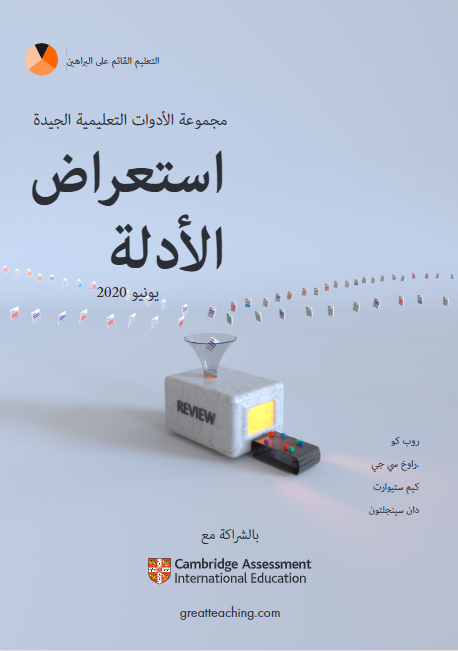 التعليم القائم على البراهين
مجموعة الأدوات التعليمية الجيدة
استعراض
الأدلة
يونيو 2020
REVIEW
روب كو
راوخ سي جي.
كيم ستيوارت
دان سينجلتون
بالشراكة مع
Cambridge Assessment
International Education
greatteaching.com